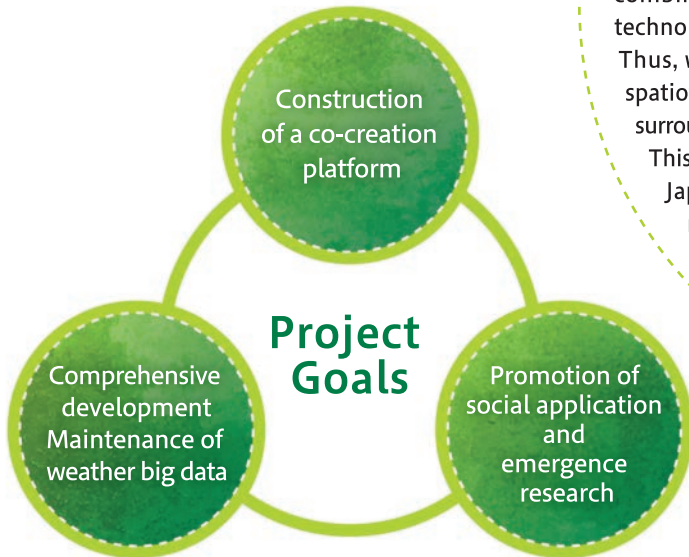 Construction
of a co-creation
platform
Project
Goals
Comprehensive
development
Maintenance of
weather big data
Promotion of
social application
and
emergence
research
techno
Thus,
spatio
surrou
This
Jap